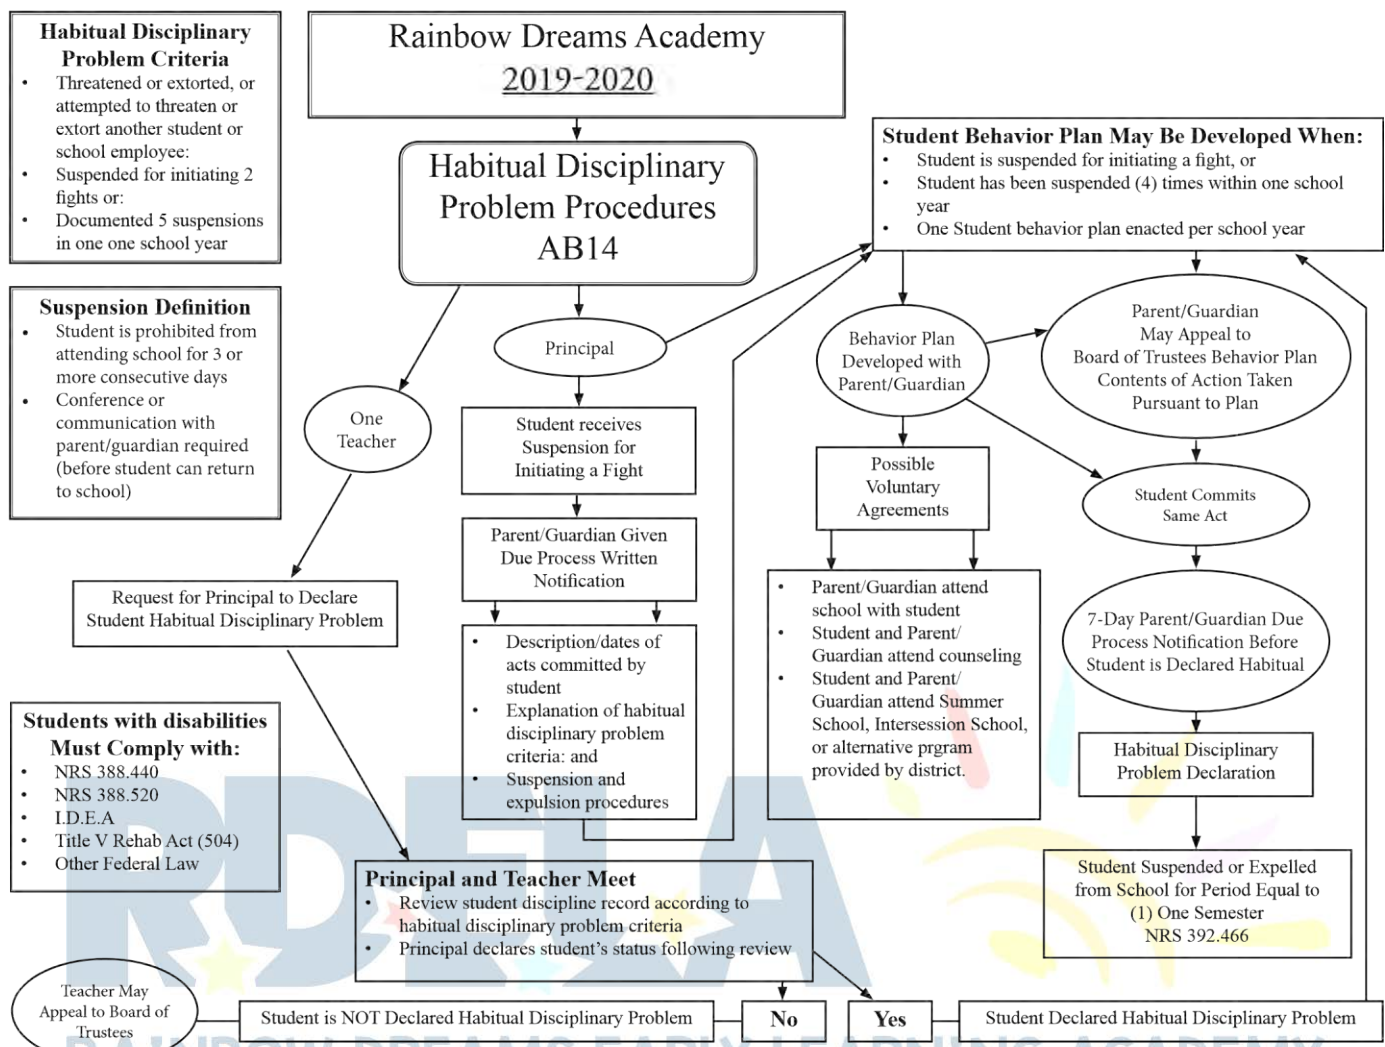 Habitual Disciplinary
Problem Criteria
• Threatened or extorted, or
attempted to threaten or
extort another student or
school employee:
• Suspended for initiating 2
fights or:
• Documented 5 suspensions
in one one school year
Rainbow Dreams Academy
2019-2020
Habitual Disciplinary
Problem Procedures
AB14
Student Behavior Plan May Be Developed When:
• Student is suspended for initiating a fight, or
• Student has been suspended (4) times within one school
year
• One Student behavior plan enacted per school year
Suspension Definition
• Student is prohibited from
attending school for 3 or
more consecutive days
• Conference or
communication with
parent/guardian required
(before student can return
to school)
One
Teacher
Principal
Student receives
Suspension for
Initiating a Fight
Parent/Guardian Given
Due Process Written
Notification
• Description/dates of
acts committed by
student
• Explanation of habitual
disciplinary problem
criteria: and
• Suspension and
expulsion procedures
Behavior Plan
Developed with
Parent/Guardian
Parent/Guardian
May Appeal to
Board of Trustees Behavior Plan
Contents of Action Taken
Pursuant to Plan
Possible
Voluntary
Agreements
• Parent/Guardian attend
school with student
• Student and Parent/
Guardian attend counseling
• Student and Parent/
Guardian attend Summer
School, Intersession School,
or alternative prgram
provided by district.
Student Commits
Same Act
7-Day Parent/Guardian Due
Process Notification Before
Student is Declared Habitual
Habitual Disciplinary
Problem Declaration
Student Suspended or Expelled
from School for Period Equal to
(1) One Semester
NRS 392.466
Request for Principal to Declare
Student Habitual Disciplinary Problem
Students with disabilities
Must Comply with:
• NRS 388.440
• NRS 388.520
• I.D.E.A
• Title V Rehab Act (504)
• Other Federal Law
Principal and Teacher Meet
• Review student discipline record according to
habitual disciplinary problem criteria
• Principal declares student's status following review
Teacher May
Appeal to Board of
Trustees
Student is NOT Declared Habitual Disciplinary Problem
No
Yes
Student Declared Habitual Disciplinary Problem
RDELA
RAINBOW DREAMS EARLY LEARNING ACADEMY